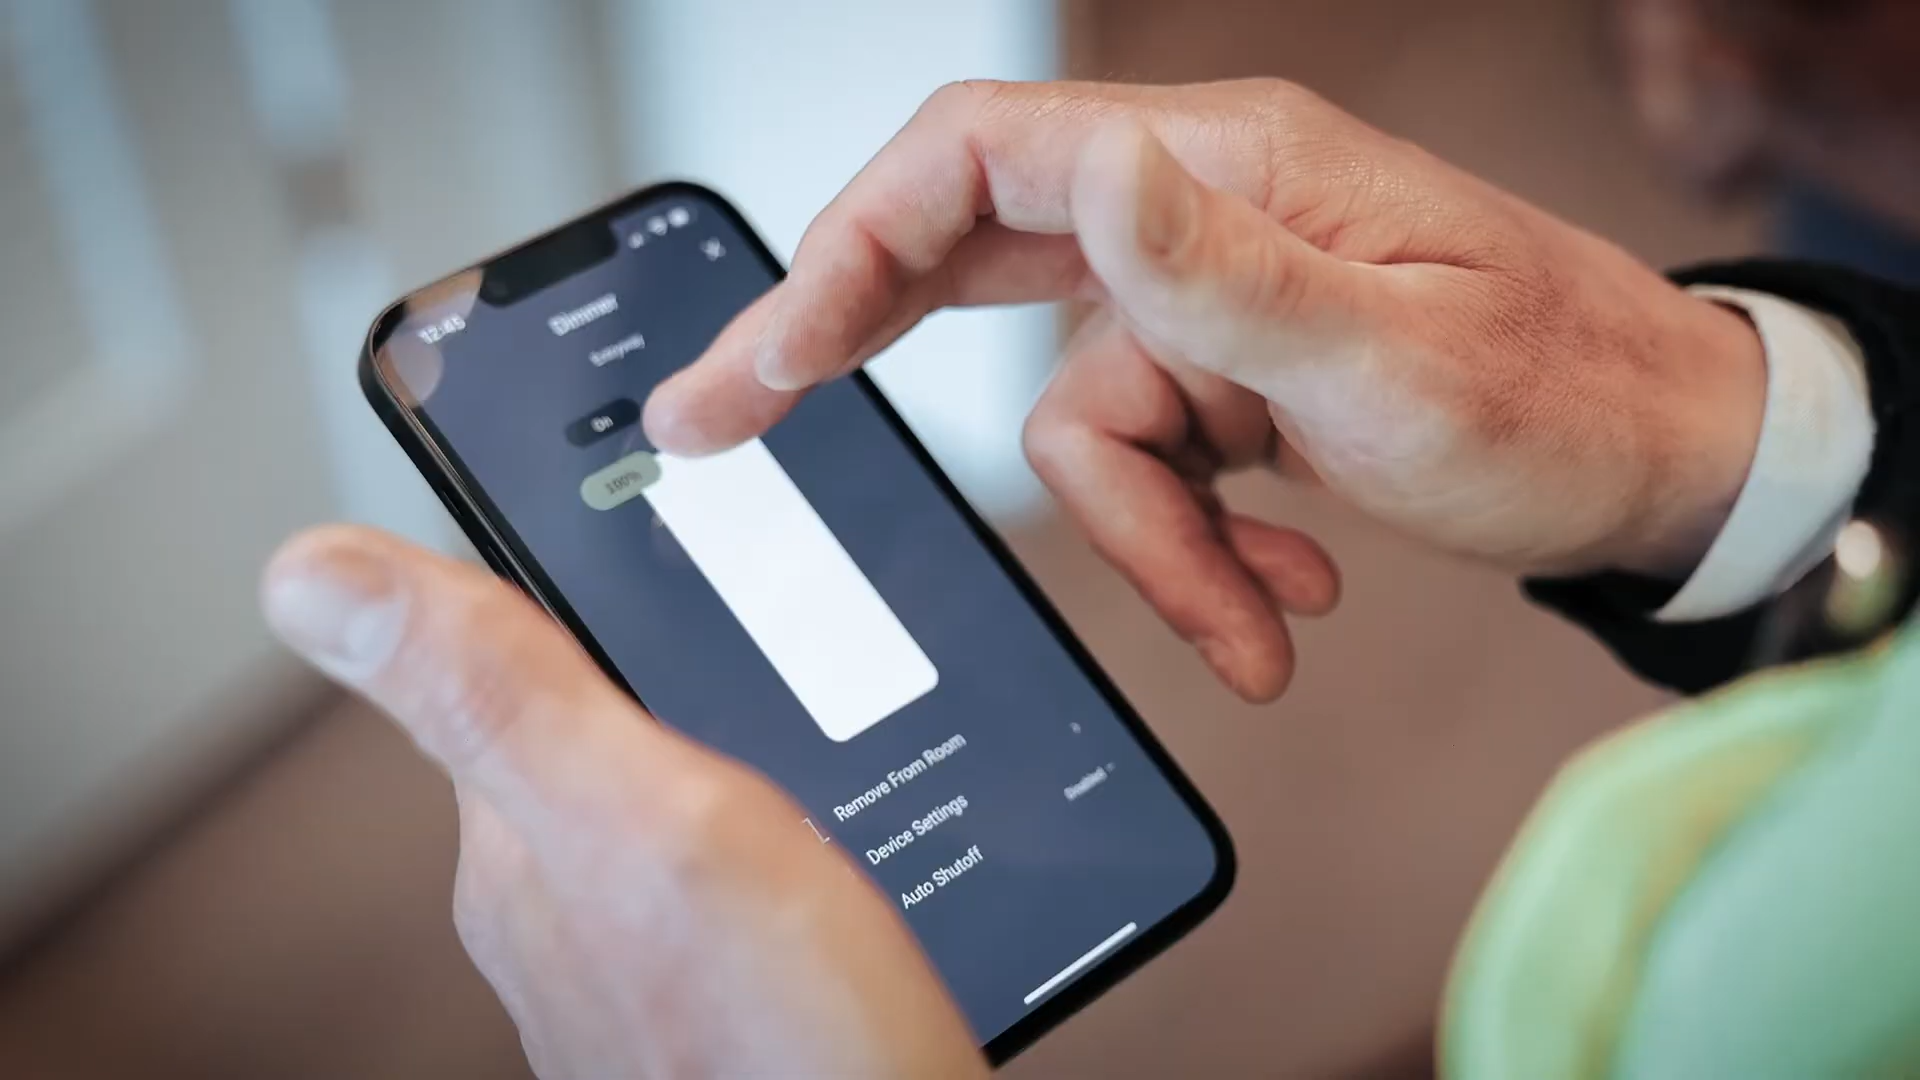 12:45
Dimmer
Entryway
On
100%
Remove From Room
Device Settings
Disabled
Auto Shutoff